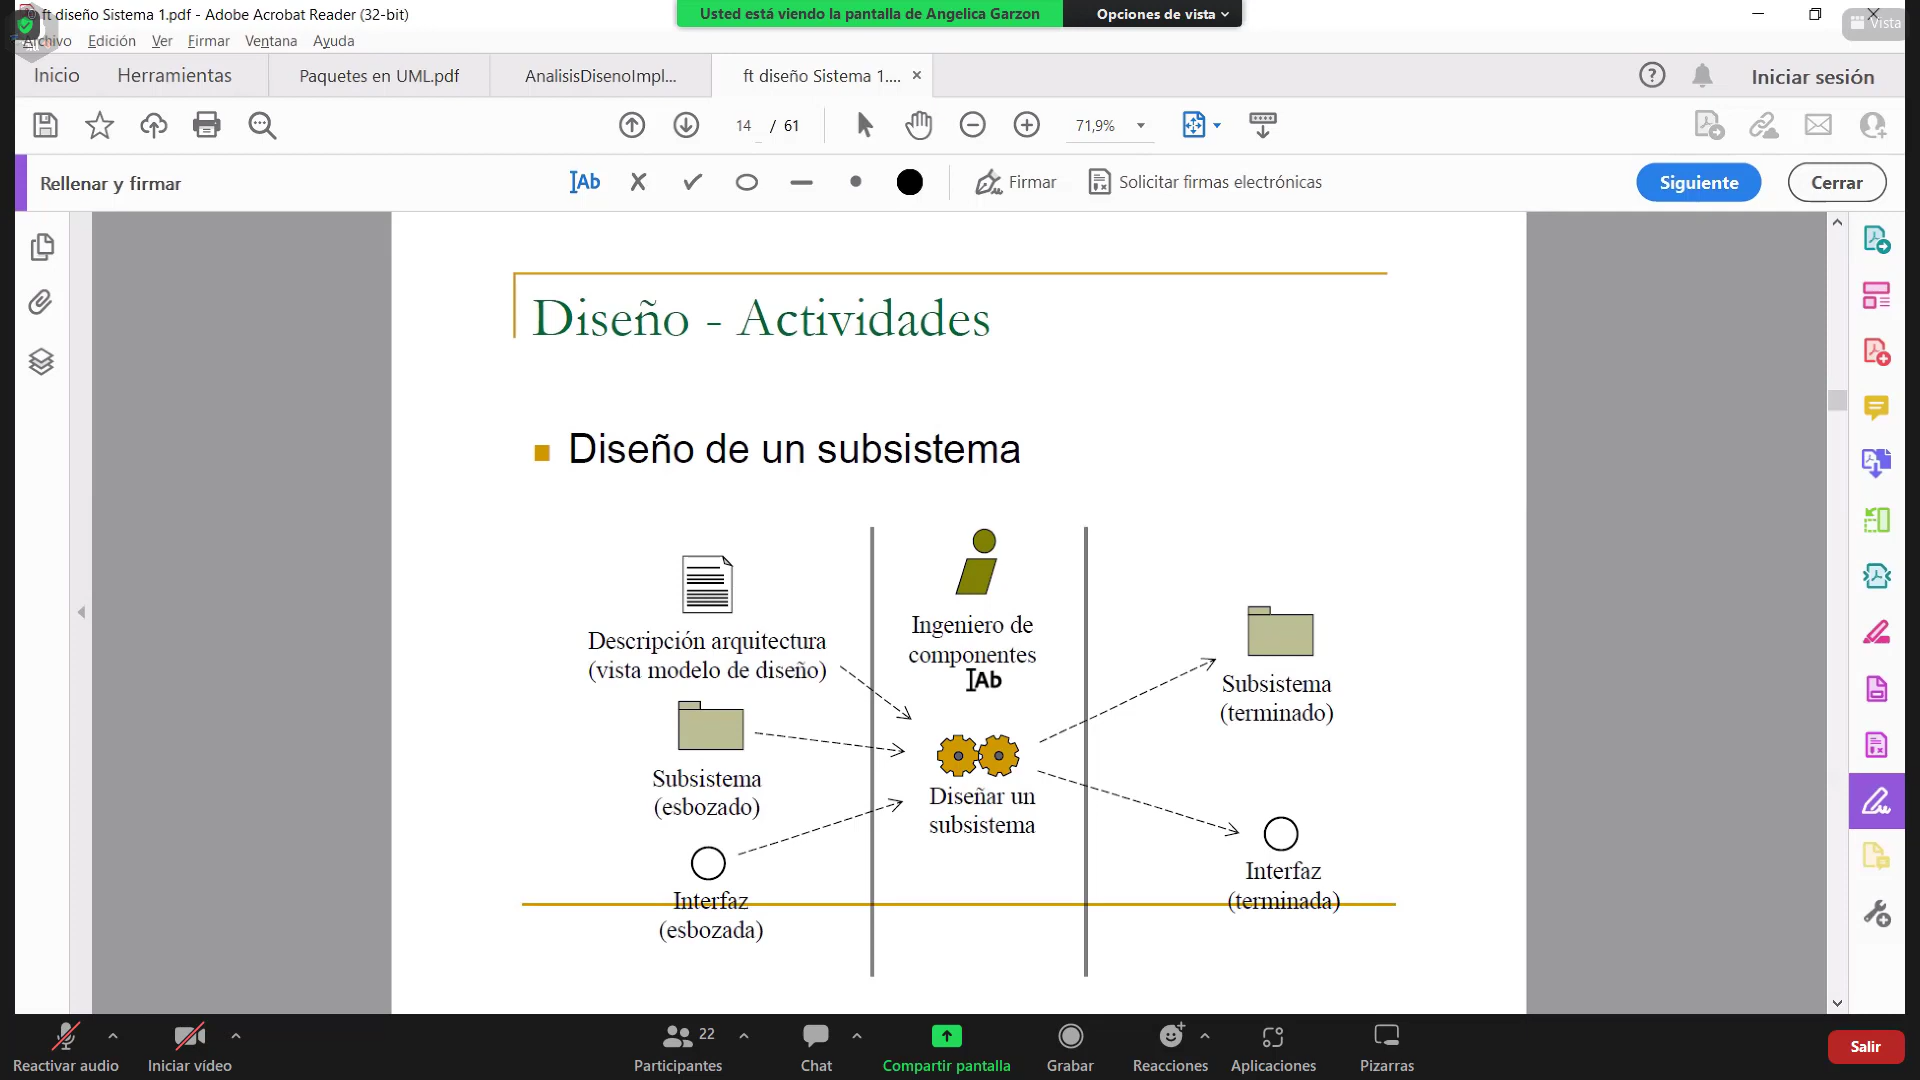 ft diseño Sistema 1.pdf - Adobe Acrobat Reader (32-bit)
Usted está viendo la pantalla de Angelica Garzon
Opciones de vista
Vista
Archivo Edición Ver Firmar Ventana Ayuda
Inicio Herramientas Paquetes en UML.pdf AnalisisDisenoImpl... ft diseño Sistema 1.... × Iniciar sesión
14 / 61 71,9%
Rellenar y firmar Ab Firmar Solicitar firmas electrónicas Siguiente Cerrar
Diseño - Actividades
Diseño de un subsistema
Descripción arquitectura
(vista modelo de diseño)
Subsistema
(esbozado)
Interfaz
(esbozada)
Ingeniero de
componentes
Ab
Diseñar un
subsistema
Subsistema
(terminado)
Interfaz
(terminada)
22
Reactivar audio Iniciar vídeo Participantes Chat Compartir pantalla Grabar Reacciones Aplicaciones Pizarras Salir